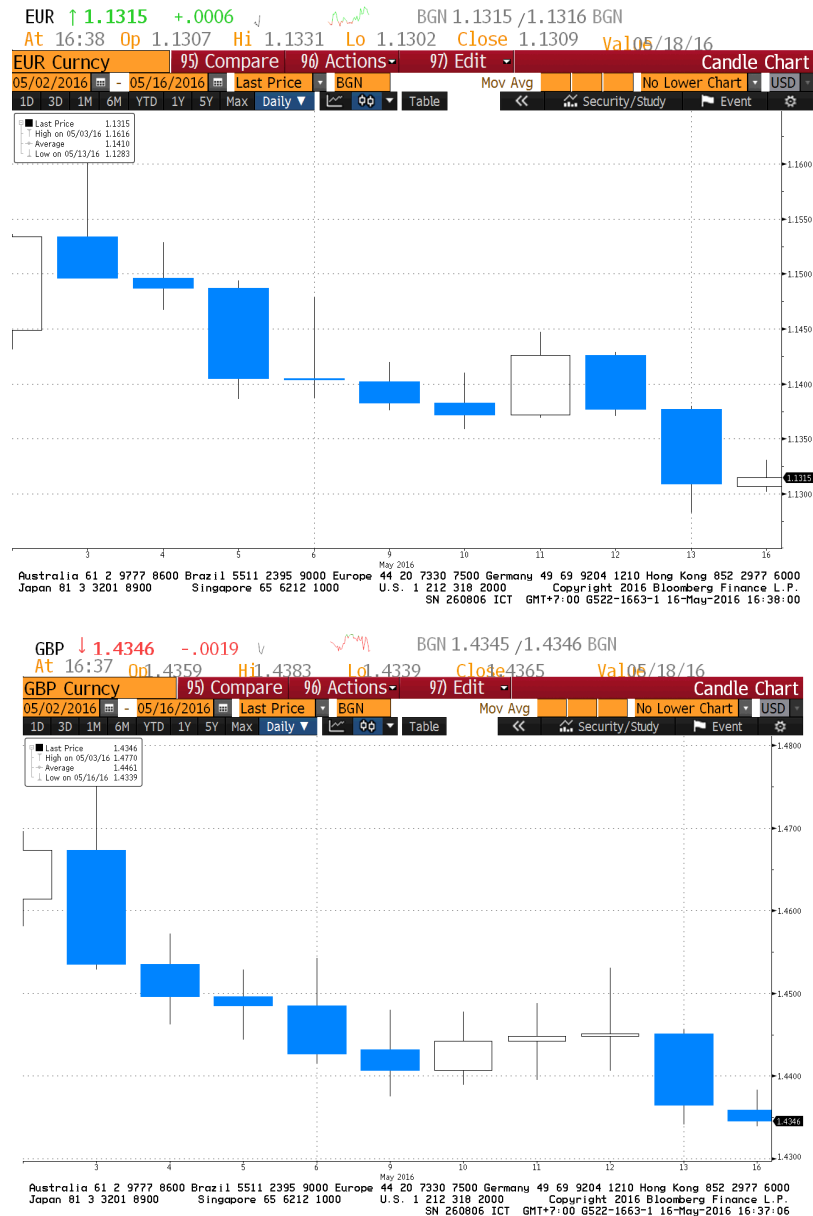 EUR ↑ 1.1315 +.0006 BGN 1.1315 /1.1316 BGN
At 16:38 Op 1.1307 Hi 1.1331 Lo 1.1302 Close 1.1309 Value 05/18/16
EUR Curncy 95) Compare 96) Actions 97) Edit Candle Chart
05/02/2016 - 05/16/2016 Last Price BGN Mov Avg No Lower Chart USD
1D 3D 1M 6M YTD 1Y 5Y Max Daily ▼ Table « Security/Study Event
Last Price 1.1315
High on 05/03/16 1.1616
Average 1.1410
Low on 05/13/16 1.1283
1.1600
1.1550
1.1500
1.1450
1.1400
1.1350
1.1315
1.1300
3 4 5 6 9 10 11 12 13 16
May 2016
Australia 61 2 9777 8600 Brazil 5511 2395 9000 Europe 44 20 7330 7500 Germany 49 69 9204 1210 Hong Kong 852 2977 6000
Japan 81 3 3201 8900 Singapore 65 6212 1000 U.S. 1 212 318 2000 Copyright 2016 Bloomberg Finance L.P.
SN 260806 ICT GMT+7:00 G522-1663-1 16-May-2016 16:38:00
GBP ↓ 1.4346 -.0019 BGN 1.4345 /1.4346 BGN
At 16:37 Op 1.4359 Hi 1.4383 Lo 1.4339 Close 1.4365 Value 05/18/16
GBP Curncy 95) Compare 96) Actions 97) Edit Candle Chart
05/02/2016 - 05/16/2016 Last Price BGN Mov Avg No Lower Chart USD
1D 3D 1M 6M YTD 1Y 5Y Max Daily ▼ Table « Security/Study Event
Last Price 1.4346
High on 05/03/16 1.4770
Average 1.4461
Low on 05/16/16 1.4339
1.4800
1.4700
1.4600
1.4500
1.4400
1.4346
1.4300
3 4 5 6 9 10 11 12 13 16
May 2016
Australia 61 2 9777 8600 Brazil 5511 2395 9000 Europe 44 20 7330 7500 Germany 49 69 9204 1210 Hong Kong 852 2977 6000
Japan 81 3 3201 8900 Singapore 65 6212 1000 U.S. 1 212 318 2000 Copyright 2016 Bloomberg Finance L.P.
SN 260806 ICT GMT+7:00 G522-1663-1 16-May-2016 16:37:06